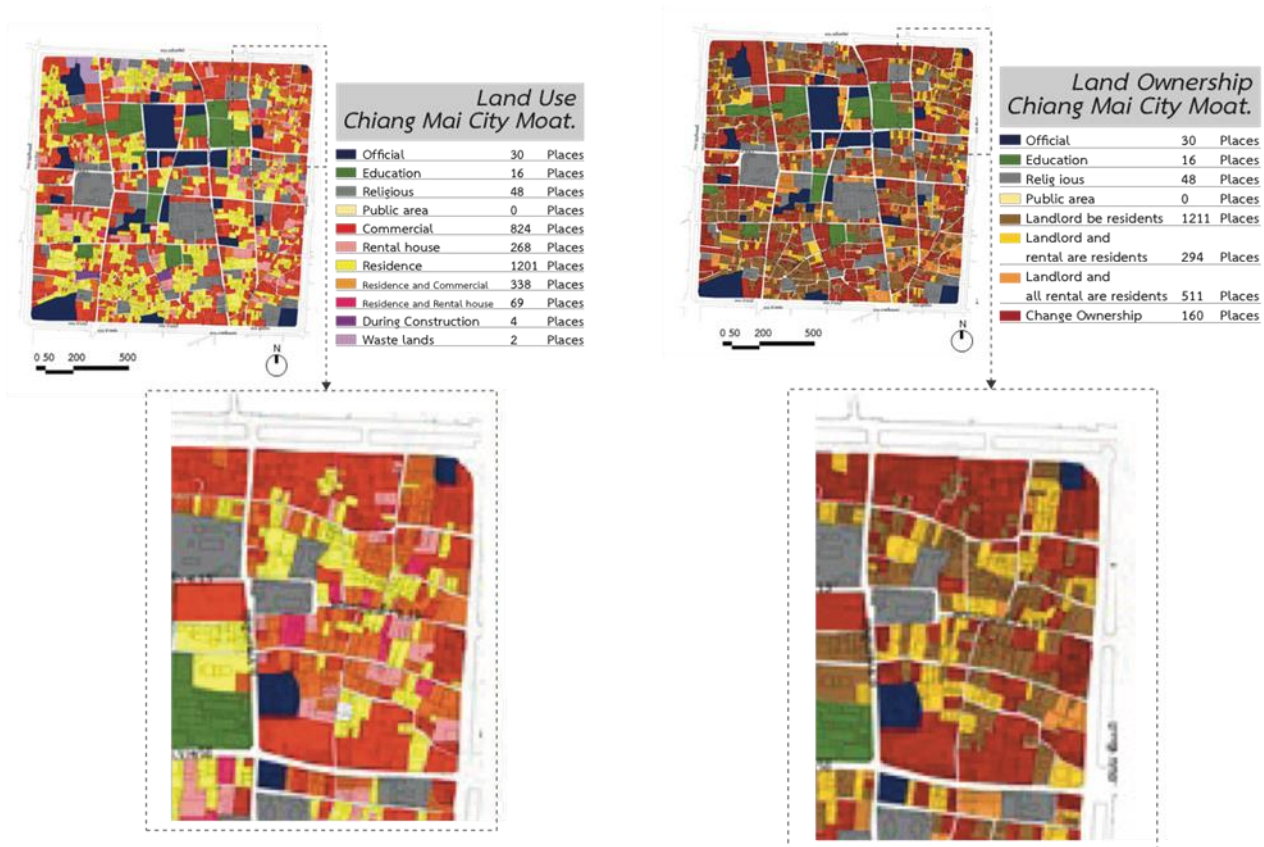 Land Use
Chiang Mai City Moat.
Official 30 Places
Education 16 Places
Religious 48 Places
Public area 0 Places
Commercial 824 Places
Rental house 268 Places
Residence 1201 Places
Residence and Commercial 338 Places
Residence and Rental house 69 Places
During Construction 4 Places
Waste lands 2 Places
N
0 50 200 500
Land Ownership
Chiang Mai City Moat.
Official 30 Places
Education 16 Places
Relig ious 48 Places
Public area 0 Places
Landlord be residents 1211 Places
Landlord and
rental are residents 294 Places
Landlord and
all rental are residents 511 Places
Change Ownership 160 Places
N
0 50 200 500